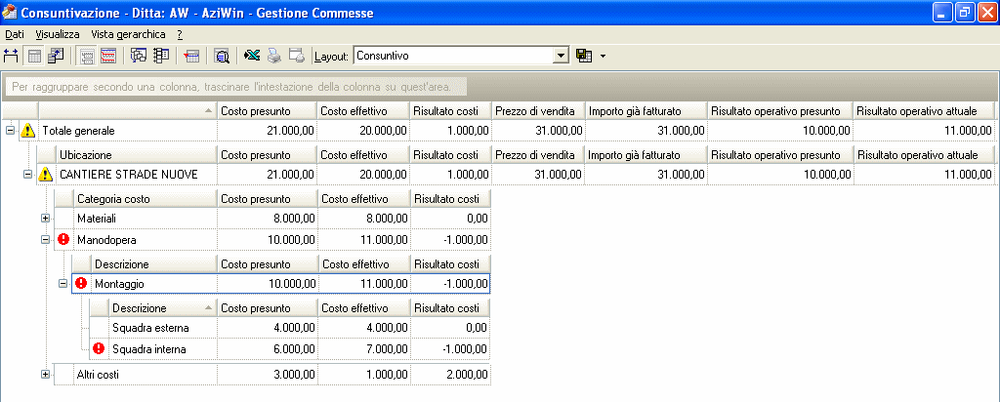 Consuntivazione - Ditta: AW - AziWin - Gestione Commesse
Dati Visualizza Vista gerarchica ?
Layout: Consuntivo
Per raggruppare secondo una colonna, trascinare l'intestazione della colonna su quest'area.
Costo presunto Costo effettivo Risultato costi Prezzo di vendita Importo già fatturato Risultato operativo presunto Risultato operativo attuale
Totale generale 21.000,00 20.000,00 1.000,00 31.000,00 31.000,00 10.000,00 11.000,00
Ubicazione Costo presunto Costo effettivo Risultato costi Prezzo di vendita Importo già fatturato Risultato operativo presunto Risultato operativo attuale
CANTIERE STRADE NUOVE 21.000,00 20.000,00 1.000,00 31.000,00 31.000,00 10.000,00 11.000,00
Categoria costo Costo presunto Costo effettivo Risultato costi
Materiali 8.000,00 8.000,00 0,00
Manodopera 10.000,00 11.000,00 -1.000,00
Descrizione Costo presunto Costo effettivo Risultato costi
Montaggio 10.000,00 11.000,00 -1.000,00
Descrizione Costo presunto Costo effettivo Risultato costi
Squadra esterna 4.000,00 4.000,00 0,00
Squadra interna 6.000,00 7.000,00 -1.000,00
Altri costi 3.000,00 1.000,00 2.000,00